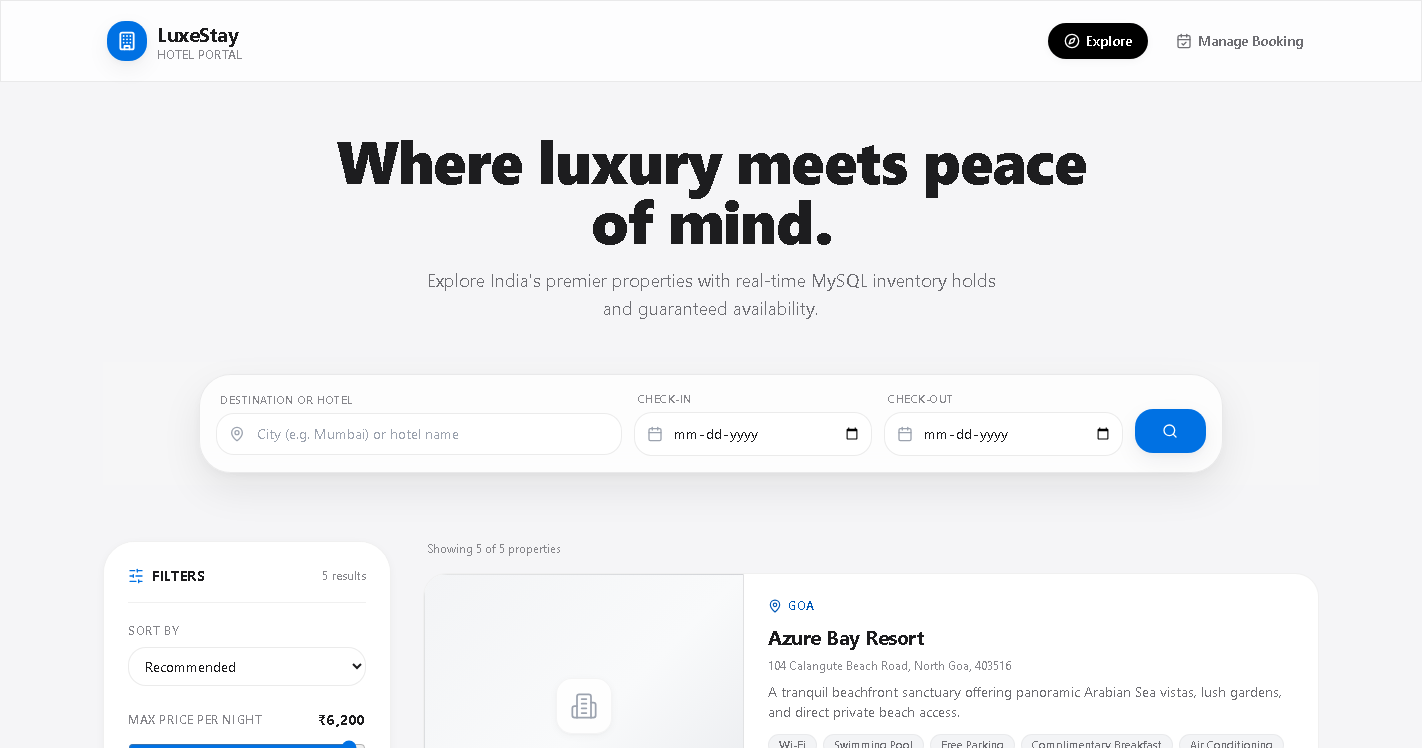 LuxeStay
HOTEL PORTAL
Explore
Manage Booking
Where luxury meets peace
of mind.
Explore India's premier properties with real-time MySQL inventory holds
and guaranteed availability.
DESTINATION OR HOTEL
City (e.g. Mumbai) or hotel name
CHECK-IN
mm-dd-yyyy
CHECK-OUT
mm-dd-yyyy
FILTERS
5 results
SORT BY
Recommended
MAX PRICE PER NIGHT
₹6,200
Showing 5 of 5 properties
GOA
Azure Bay Resort
104 Calangute Beach Road, North Goa, 403516
A tranquil beachfront sanctuary offering panoramic Arabian Sea vistas, lush gardens,
and direct private beach access.
Wi-Fi
Swimming Pool
Free Parking
Complimentary Breakfast
Air Conditioning